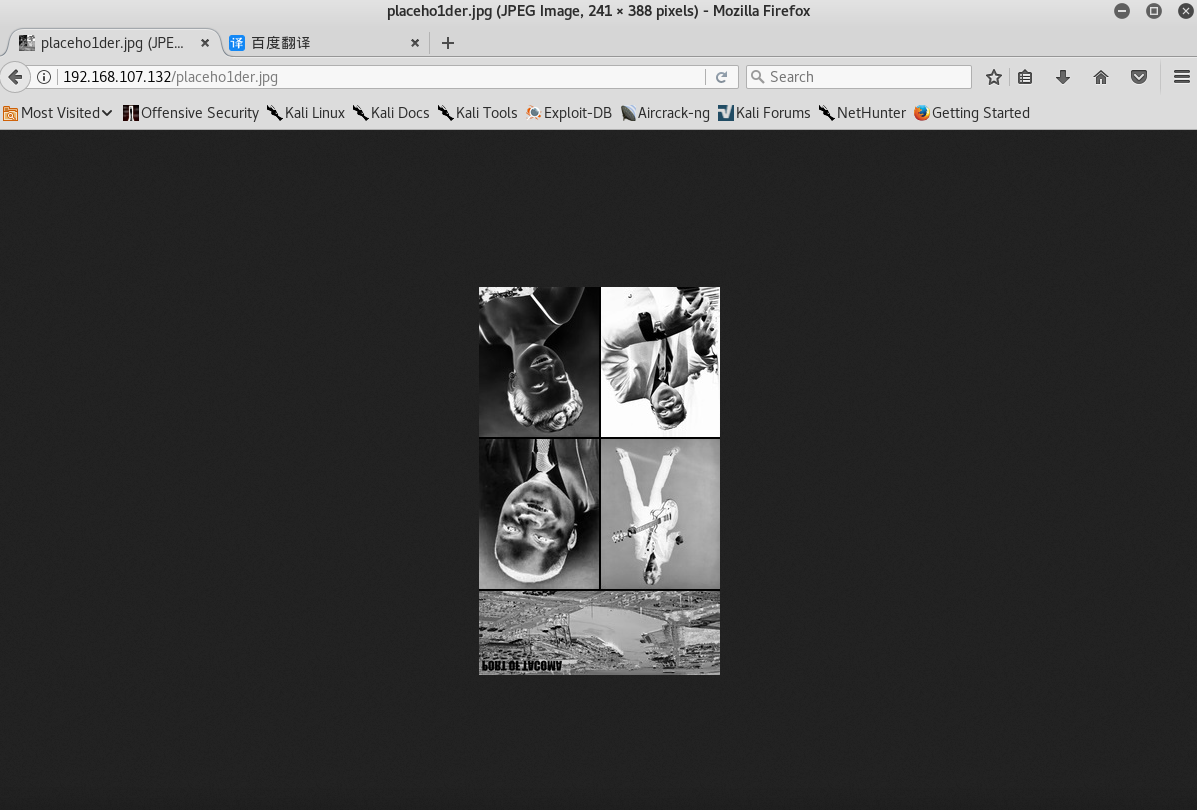 placeho1der.jpg (JPEG Image, 241 × 388 pixels) - Mozilla Firefox
placeho1der.jpg (JPE...
译 百度翻译
192.168.107.132/placeho1der.jpg
Search
Most Visited
Offensive Security
Kali Linux
Kali Docs
Kali Tools
Exploit-DB
Aircrack-ng
Kali Forums
NetHunter
Getting Started
PORT OF TACOMA